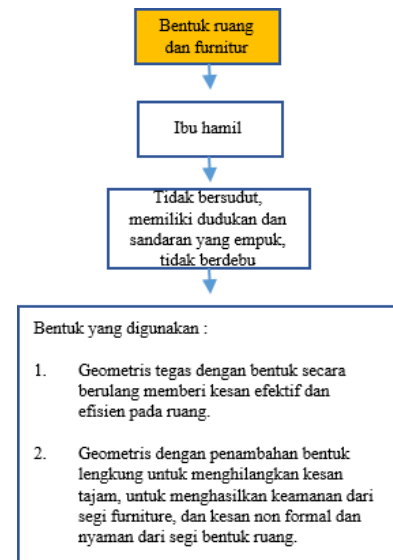 Bentuk ruang
dan furnitur
Ibu hamil
Tidak bersudut,
memiliki dudukan dan
sandaran yang empuk,
tidak berdebu
Bentuk yang digunakan :
1. Geometris tegas dengan bentuk secara
berulang memberi kesan efektif dan
efisien pada ruang.
2. Geometris dengan penambahan bentuk
lengkung untuk menghilangkan kesan
tajam, untuk menghasilkan keamanan dari
segi furniture, dan kesan non formal dan
nyaman dari segi bentuk ruang.